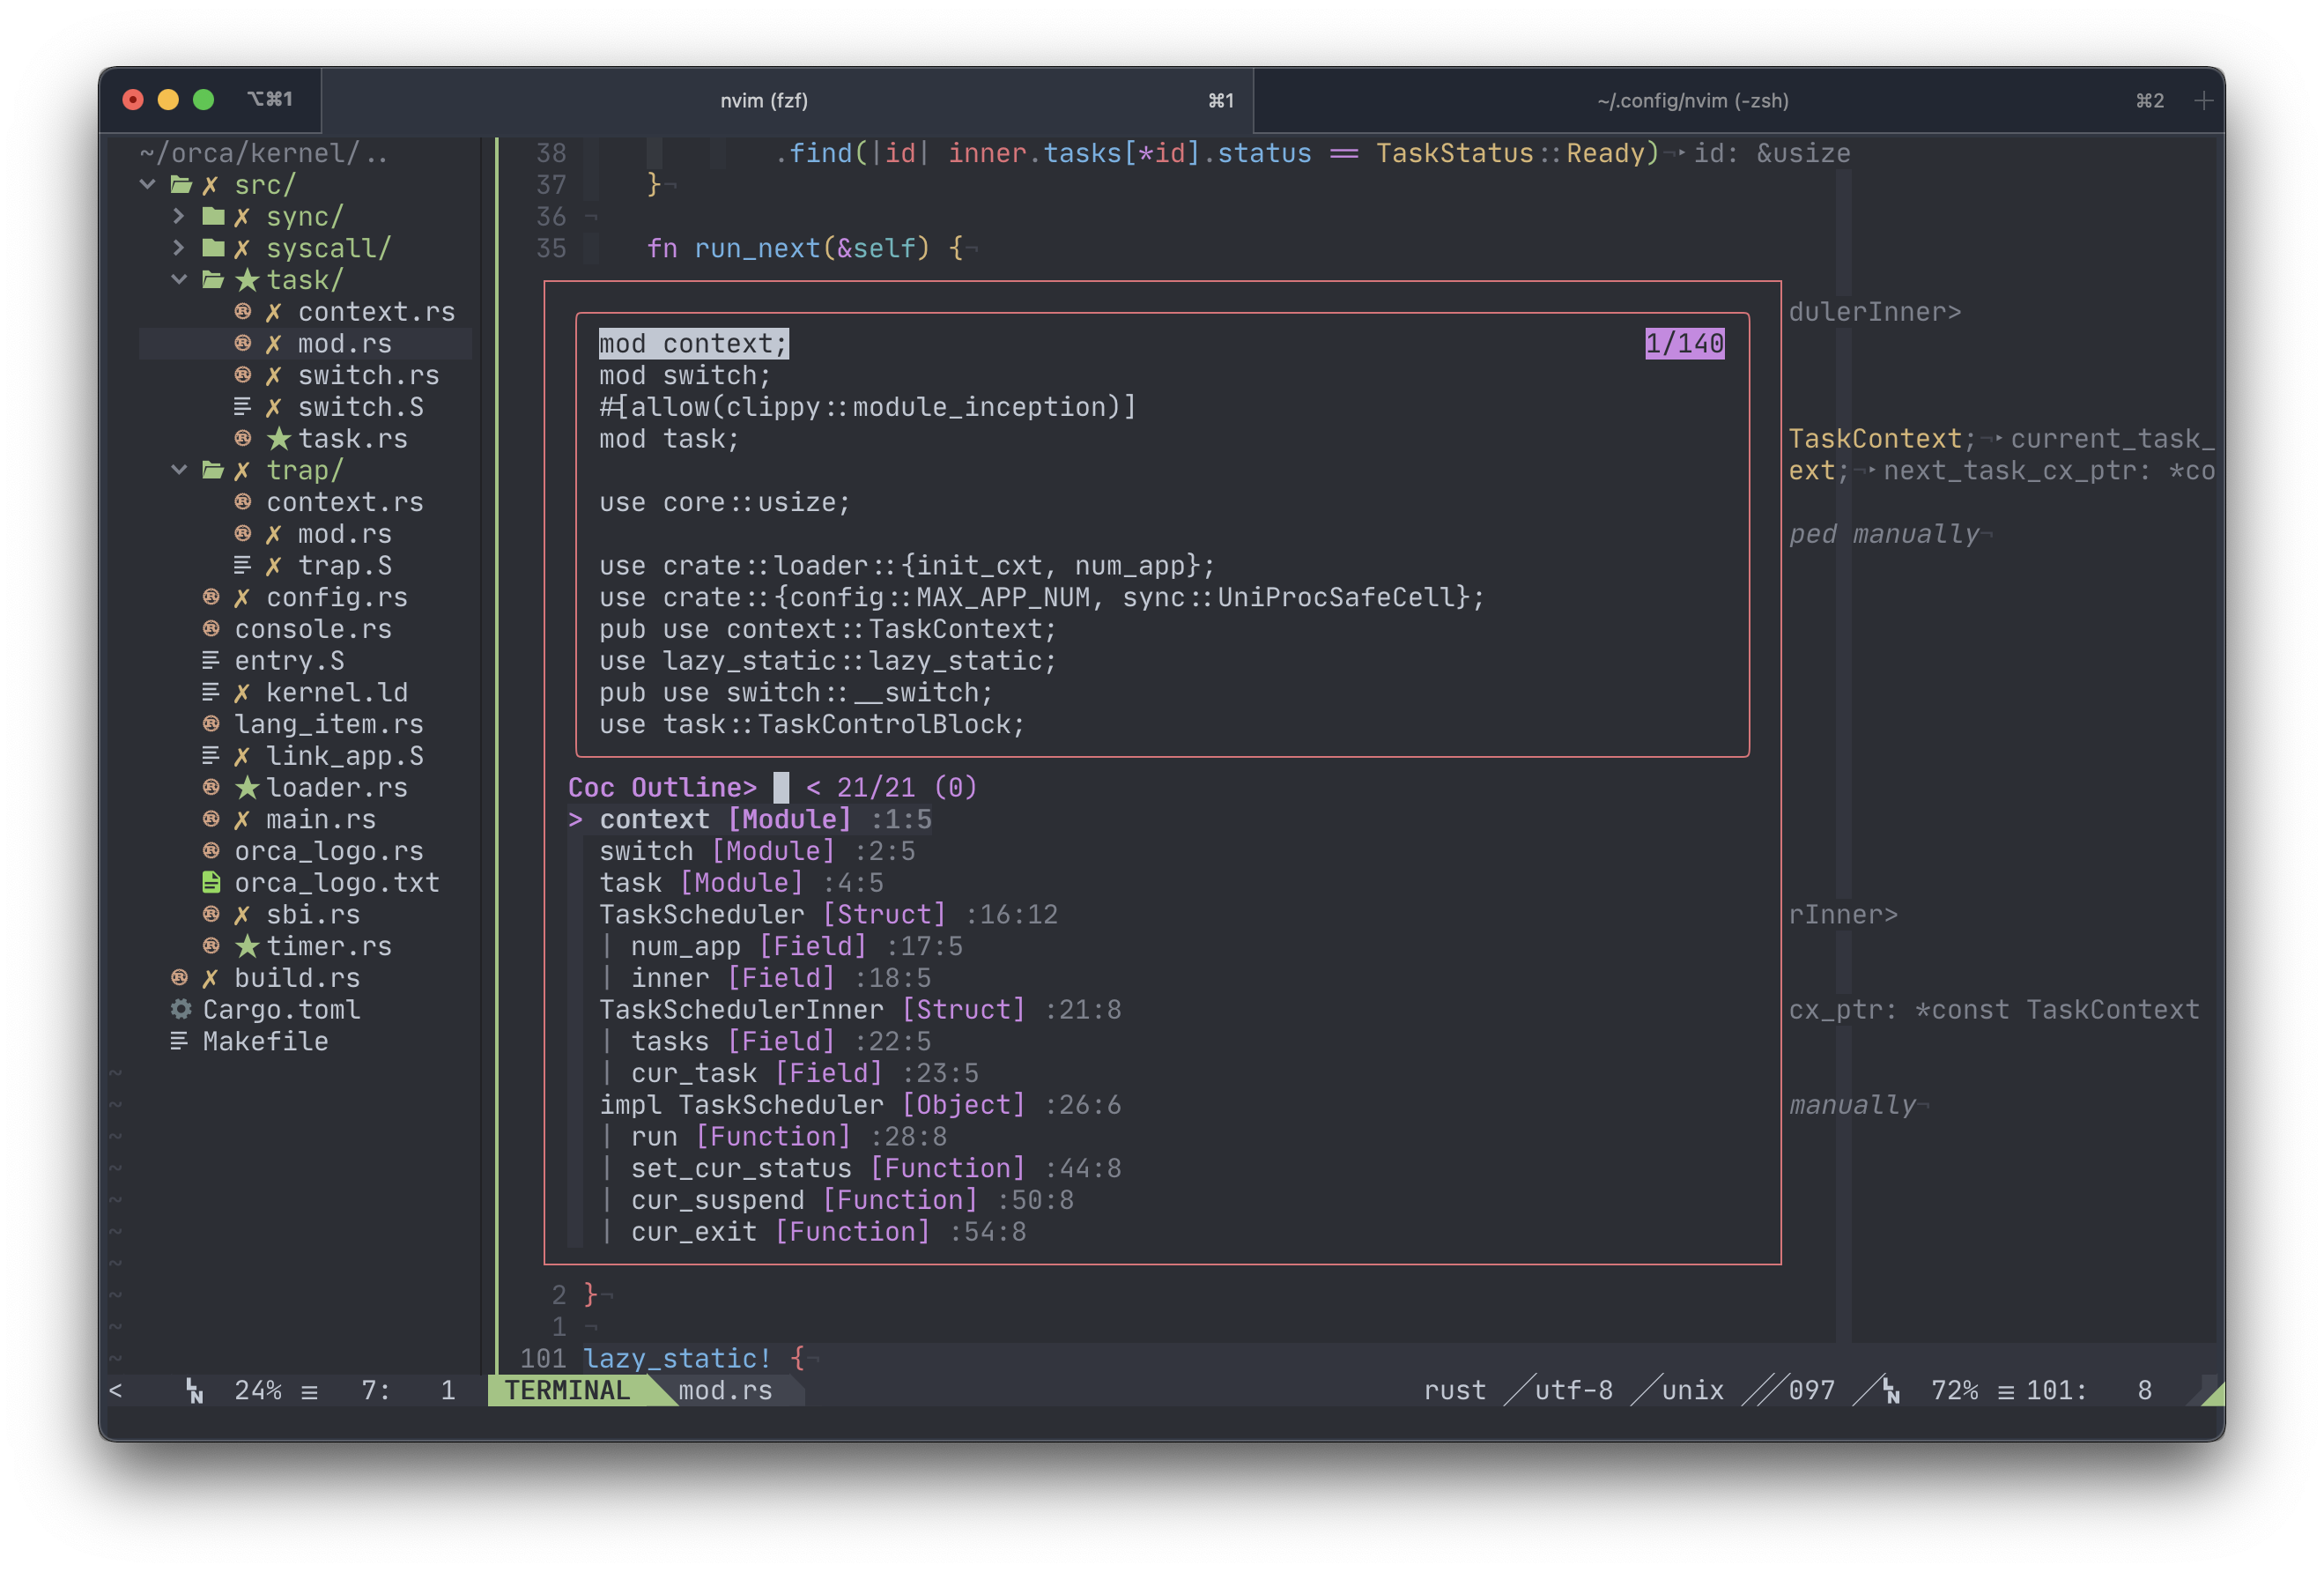 ⌥⌘1 nvim (fzf) ⌘1 ~/.config/nvim (-zsh) ⌘2 +
~/orca/kernel/..
src/
sync/
syscall/
task/
context.rs
mod.rs
switch.rs
switch.S
task.rs
trap/
context.rs
mod.rs
trap.S
config.rs
console.rs
entry.S
kernel.ld
lang_item.rs
link_app.S
loader.rs
main.rs
orca_logo.rs
orca_logo.txt
sbi.rs
timer.rs
build.rs
Cargo.toml
Makefile
38 .find(|id| inner.tasks[*id].status == TaskStatus::Ready) id: &usize
37 }
36
35 fn run_next(&self) {
dulerInner>
TaskContext; current_task_
ext; next_task_cx_ptr: *co
ped manually
rInner>
cx_ptr: *const TaskContext
manually
mod context; 1/140
mod switch;
#[allow(clippy::module_inception)]
mod task;
use core::usize;
use crate::loader::{init_cxt, num_app};
use crate::{config::MAX_APP_NUM, sync::UniProcSafeCell};
pub use context::TaskContext;
use lazy_static::lazy_static;
pub use switch::__switch;
use task::TaskControlBlock;
Coc Outline> < 21/21 (0)
> context [Module] :1:5
switch [Module] :2:5
task [Module] :4:5
TaskScheduler [Struct] :16:12
| num_app [Field] :17:5
| inner [Field] :18:5
TaskSchedulerInner [Struct] :21:8
| tasks [Field] :22:5
| cur_task [Field] :23:5
impl TaskScheduler [Object] :26:6
| run [Function] :28:8
| set_cur_status [Function] :44:8
| cur_suspend [Function] :50:8
| cur_exit [Function] :54:8
2 }
1
101 lazy_static! {
< LN 24% ≡ 7: 1 TERMINAL mod.rs rust utf-8 unix 097 LN 72% ≡ 101: 8